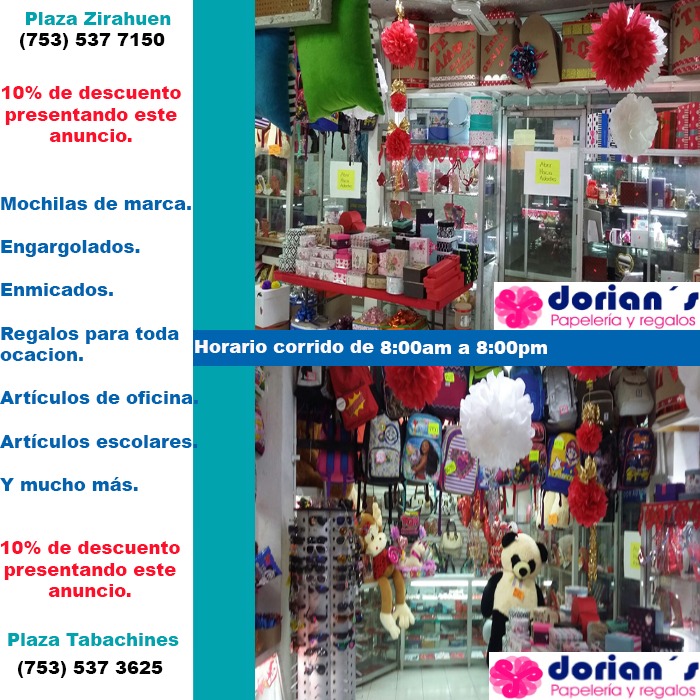 Plaza Zirahuen
(753) 537 7150
10% de descuento
presentando este
anuncio.
Mochilas de marca.
Engargolados.
Enmicados.
Regalos para toda
ocacion.
Artículos de oficina.
Artículos escolares.
Y mucho más.
10% de descuento
presentando este
anuncio.
Plaza Tabachines
(753) 537 3625
dorian´s
Papelería y regalos
Horario corrido de 8:00am a 8:00pm
dorian´s
Papelería y regalos